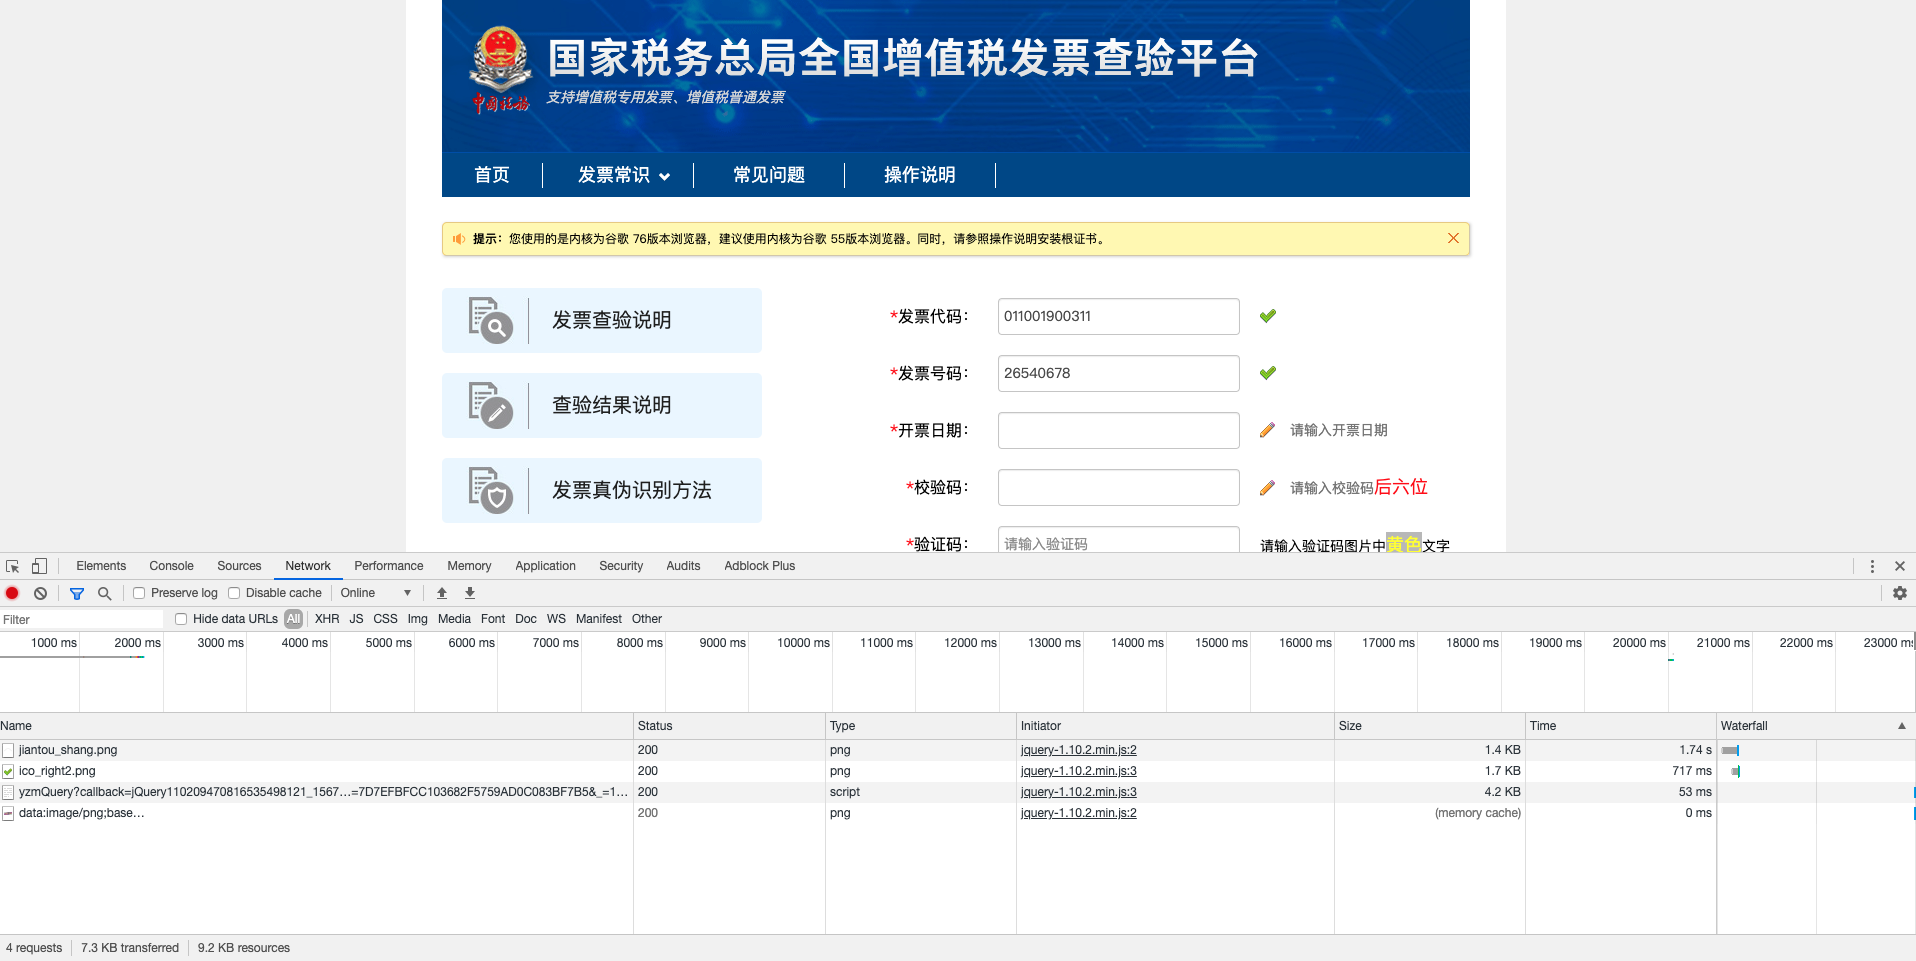 国家税务总局全国增值税发票查验平台
中国税务
支持增值税专用发票、增值税普通发票
首页 发票常识 常见问题 操作说明
提示：您使用的是内核为谷歌 76版本浏览器，建议使用内核为谷歌 55版本浏览器。同时，请参照操作说明安装根证书。
发票查验说明
查验结果说明
发票真伪识别方法
*发票代码： 011001900311
*发票号码： 26540678
*开票日期： 请输入开票日期
*校验码： 请输入校验码后六位
*验证码： 请输入验证码 请输入验证码图片中黄色文字
Elements Console Sources Network Performance Memory Application Security Audits Adblock Plus
Preserve log Disable cache Online
Filter Hide data URLs All XHR JS CSS Img Media Font Doc WS Manifest Other
1000 ms 2000 ms 3000 ms 4000 ms 5000 ms 6000 ms 7000 ms 8000 ms 9000 ms 10000 ms 11000 ms 12000 ms 13000 ms 14000 ms 15000 ms 16000 ms 17000 ms 18000 ms 19000 ms 20000 ms 21000 ms 22000 ms 23000 m
Name Status Type Initiator Size Time Waterfall
jiantou_shang.png 200 png jquery-1.10.2.min.js:2 1.4 KB 1.74 s
ico_right2.png 200 png jquery-1.10.2.min.js:3 1.7 KB 717 ms
yzmQuery?callback=jQuery110209470816535498121_1567…=7D7EFBFCC103682F5759AD0C083BF7B5&_=1… 200 script jquery-1.10.2.min.js:3 4.2 KB 53 ms
data:image/png;base… 200 png jquery-1.10.2.min.js:2 (memory cache) 0 ms
4 requests 7.3 KB transferred 9.2 KB resources